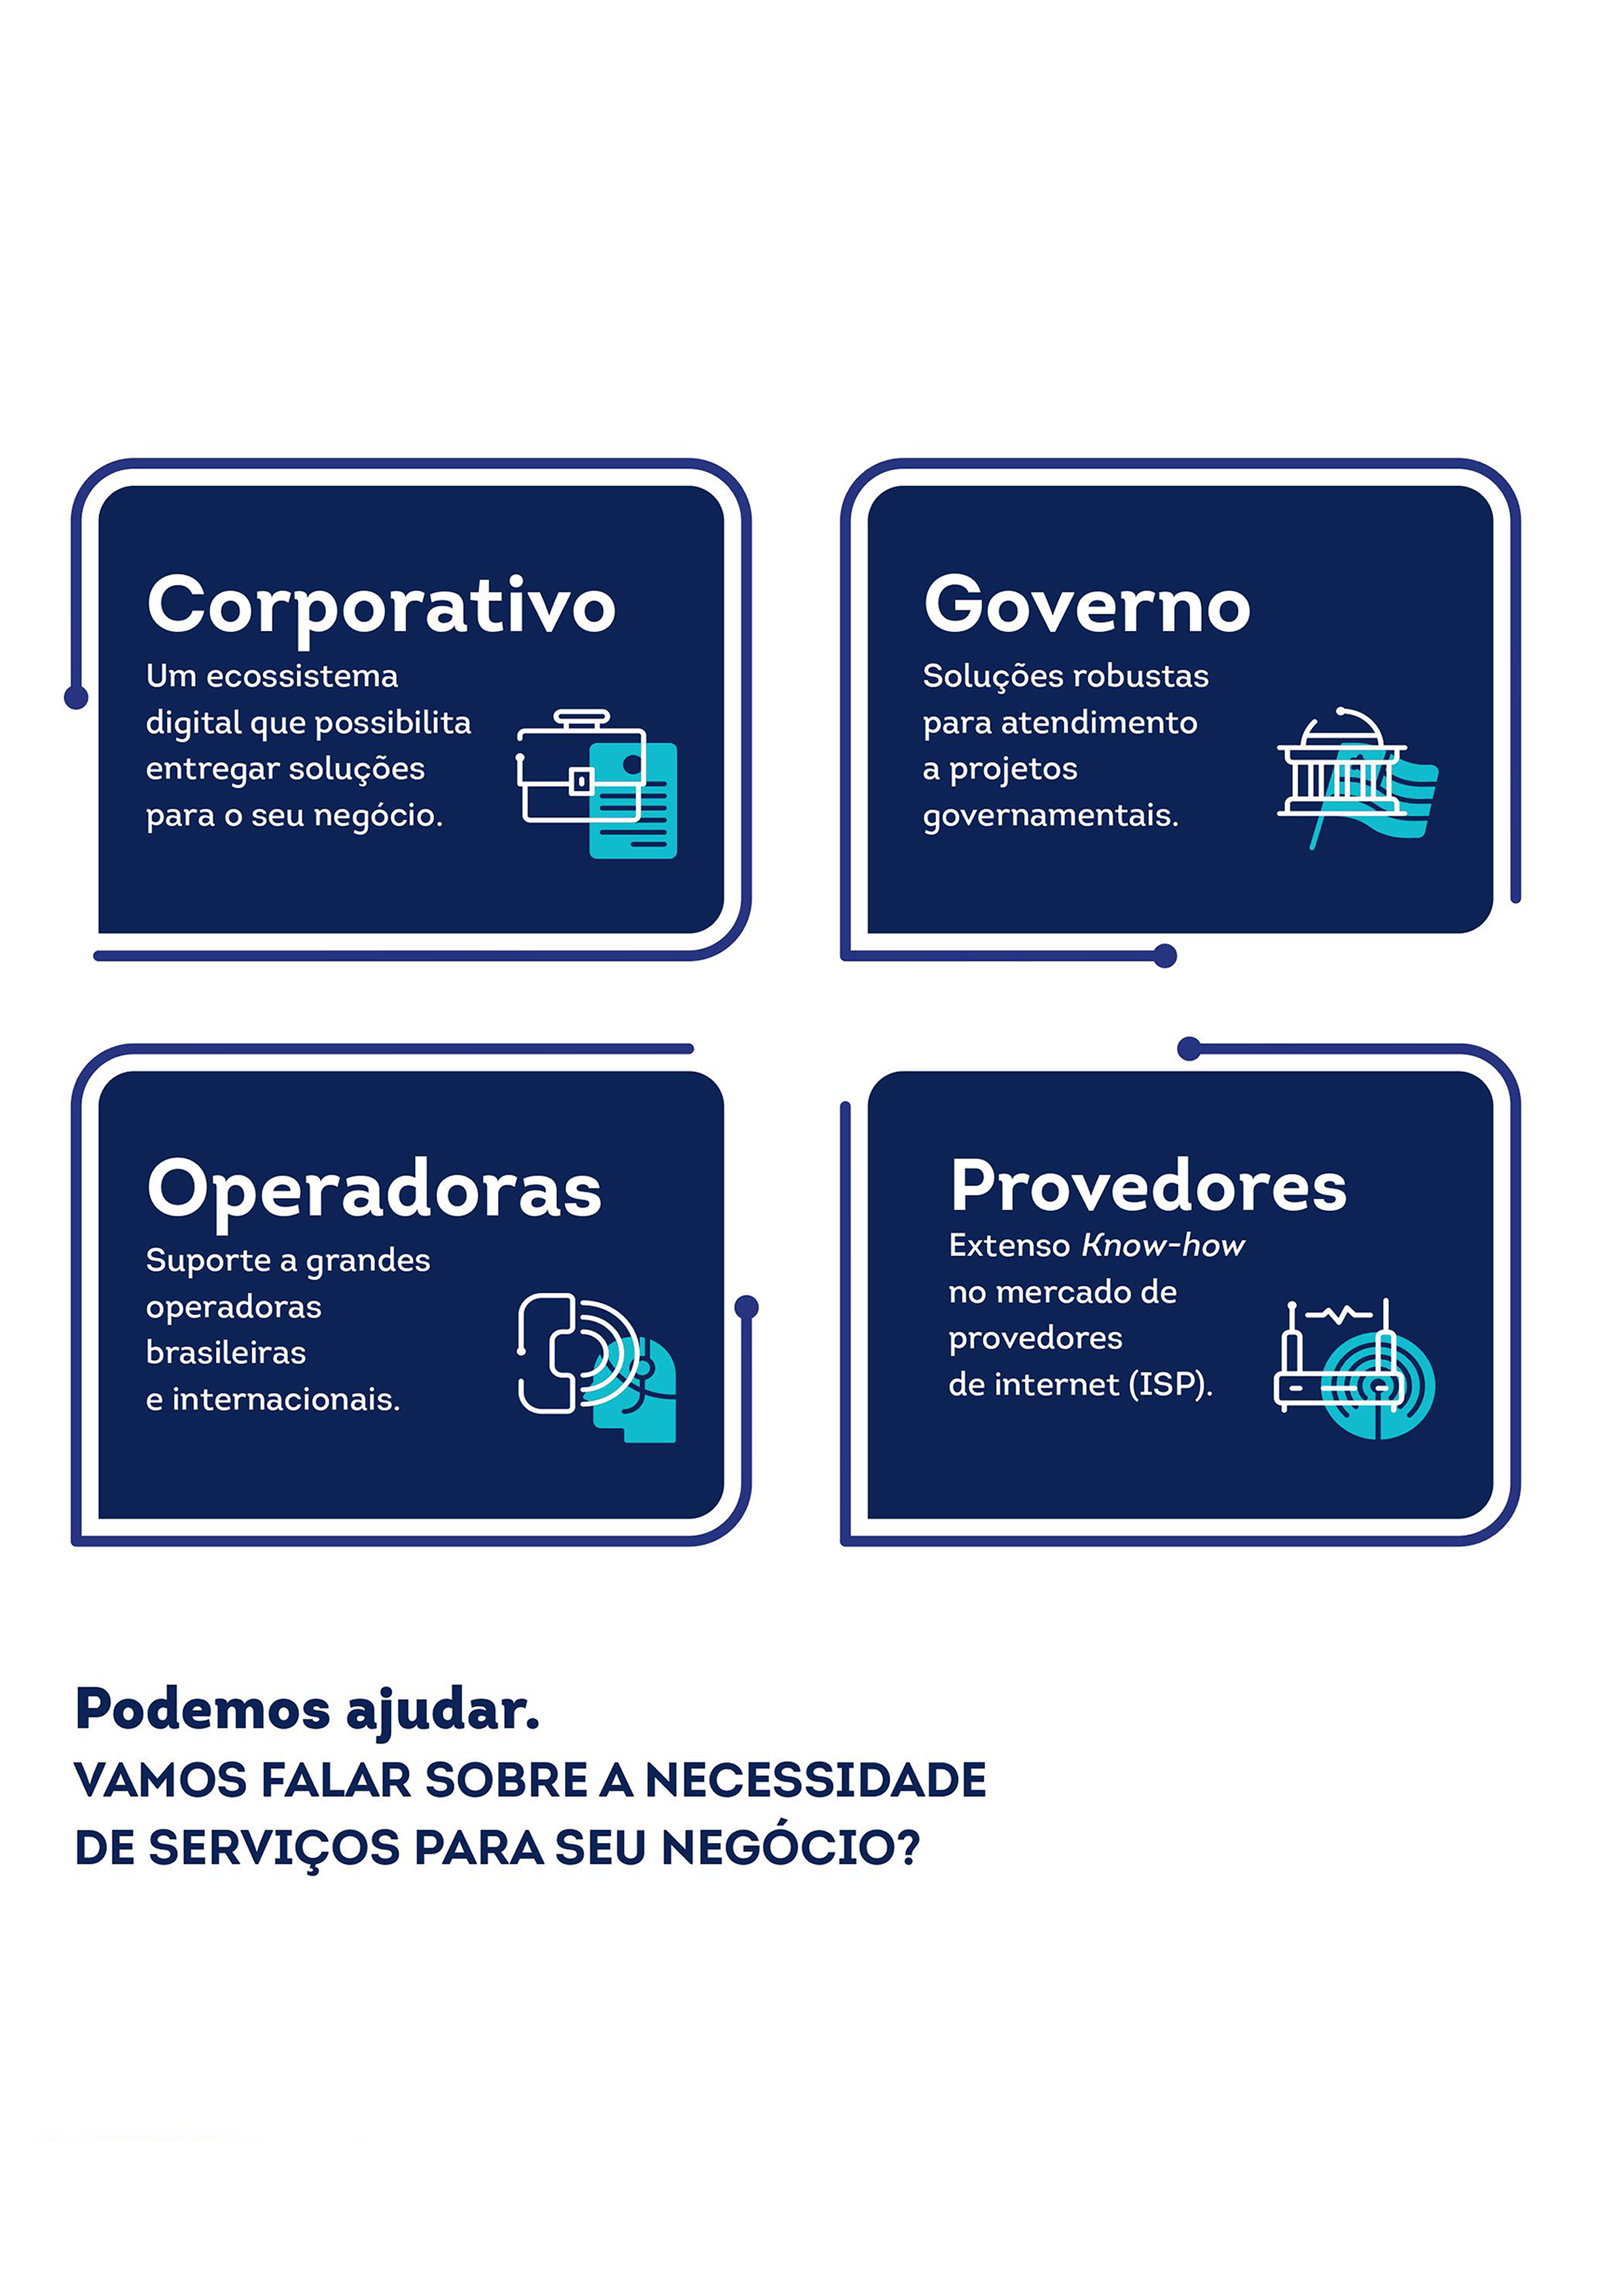 Corporativo
Um ecossistema
digital que possibilita
entregar soluções
para o seu negócio.
Governo
Soluções robustas
para atendimento
a projetos
governamentais.
Operadoras
Suporte a grandes
operadoras
brasileiras
e internacionais.
Provedores
Extenso Know-how
no mercado de
provedores
de internet (ISP).
Podemos ajudar.
VAMOS FALAR SOBRE A NECESSIDADE
DE SERVIÇOS PARA SEU NEGÓCIO?